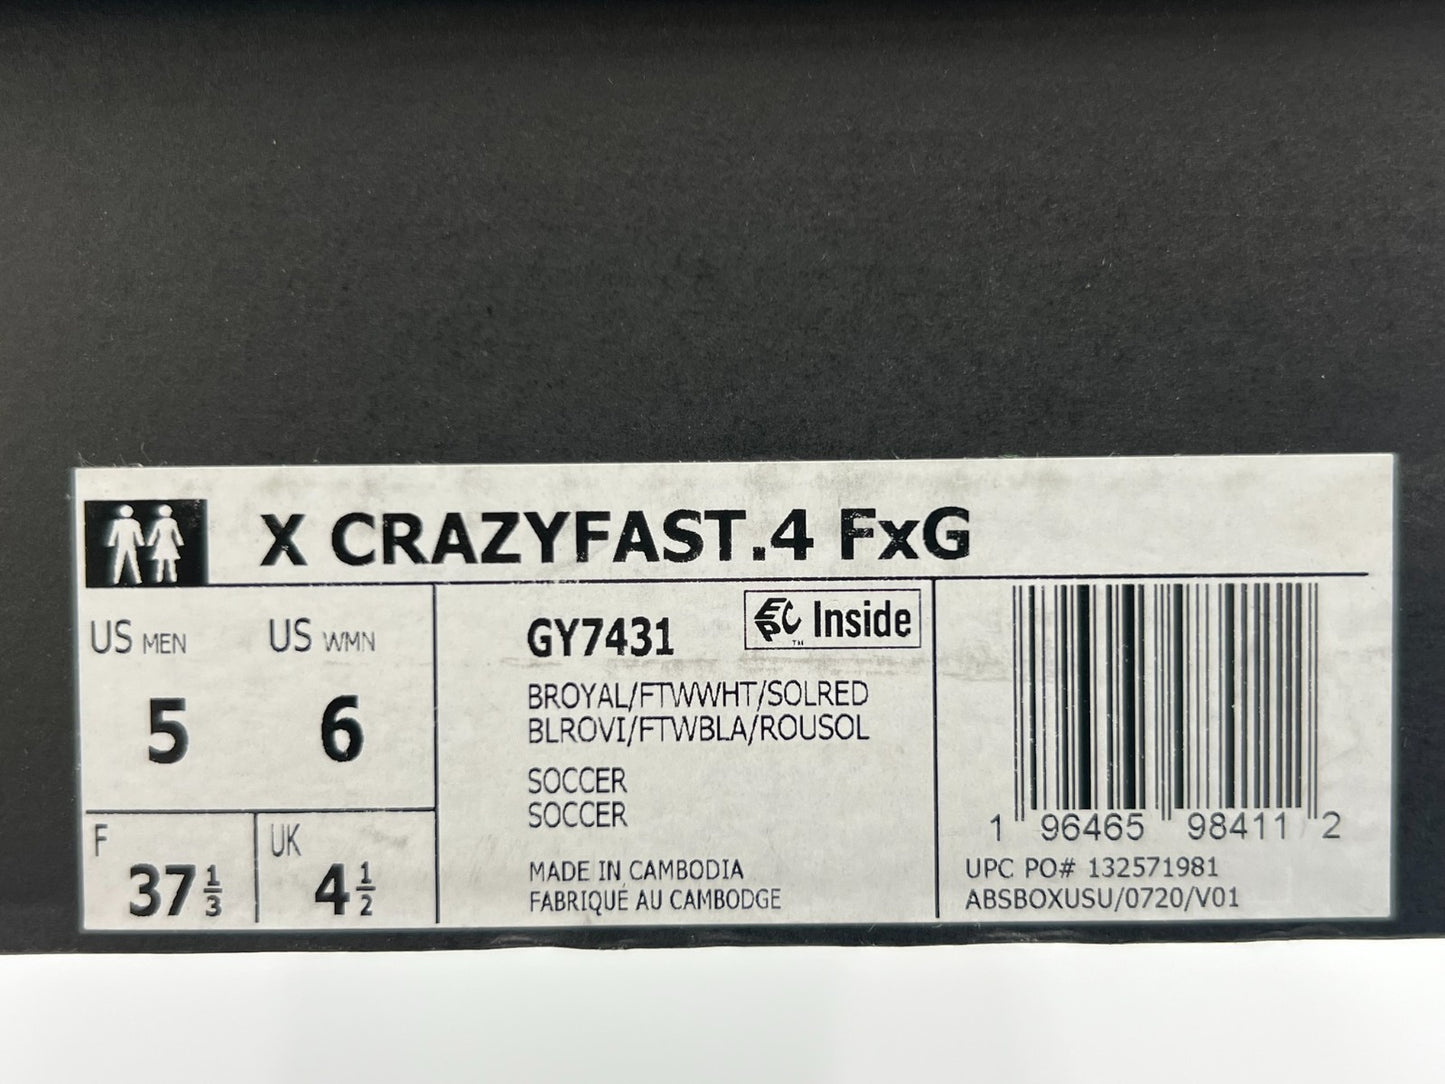 X CRAZYFAST.4 FxG
US MEN
US WMN
5
6
F
37 1/3
UK
4 1/2
GY7431
EPC Inside
™
BROYAL/FTWWHT/SOLRED
BLROVI/FTWBLA/ROUSOL
SOCCER
SOCCER
MADE IN CAMBODIA
FABRIQUÉ AU CAMBODGE
1 96465 98411 2
UPC PO# 132571981
ABSBOXUSU/0720/V01